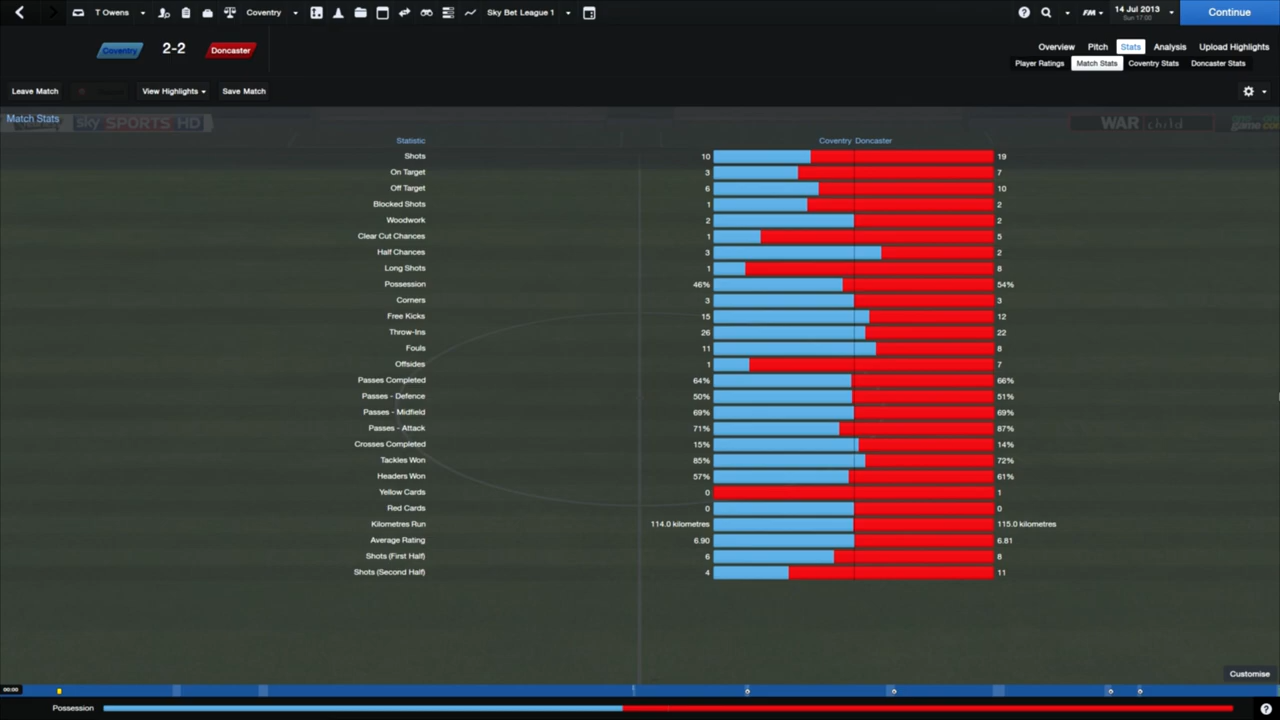 T Owens Coventry Sky Bet League 1 FM 14 Jul 2013 Sun 17:00 Continue
Coventry 2-2 Doncaster
Overview Pitch Stats Analysis Upload Highlights
Player Ratings Match Stats Coventry Stats Doncaster Stats
Leave Match View Highlights Save Match
Match Stats
sky SPORTS HD WAR child
Statistic Coventry Doncaster
Shots 10 19
On Target 3 7
Off Target 6 10
Blocked Shots 1 2
Woodwork 2 2
Clear Cut Chances 1 5
Half Chances 3 2
Long Shots 1 8
Possession 46% 54%
Corners 3 3
Free Kicks 15 12
Throw-Ins 26 22
Fouls 11 8
Offsides 1 7
Passes Completed 64% 66%
Passes - Defence 50% 51%
Passes - Midfield 69% 69%
Passes - Attack 71% 87%
Crosses Completed 15% 14%
Tackles Won 85% 72%
Headers Won 57% 61%
Yellow Cards 0 1
Red Cards 0 0
Kilometres Run 114.0 kilometres 115.0 kilometres
Average Rating 6.90 6.81
Shots (First Half) 6 8
Shots (Second Half) 4 11
Customise
00:00
Possession